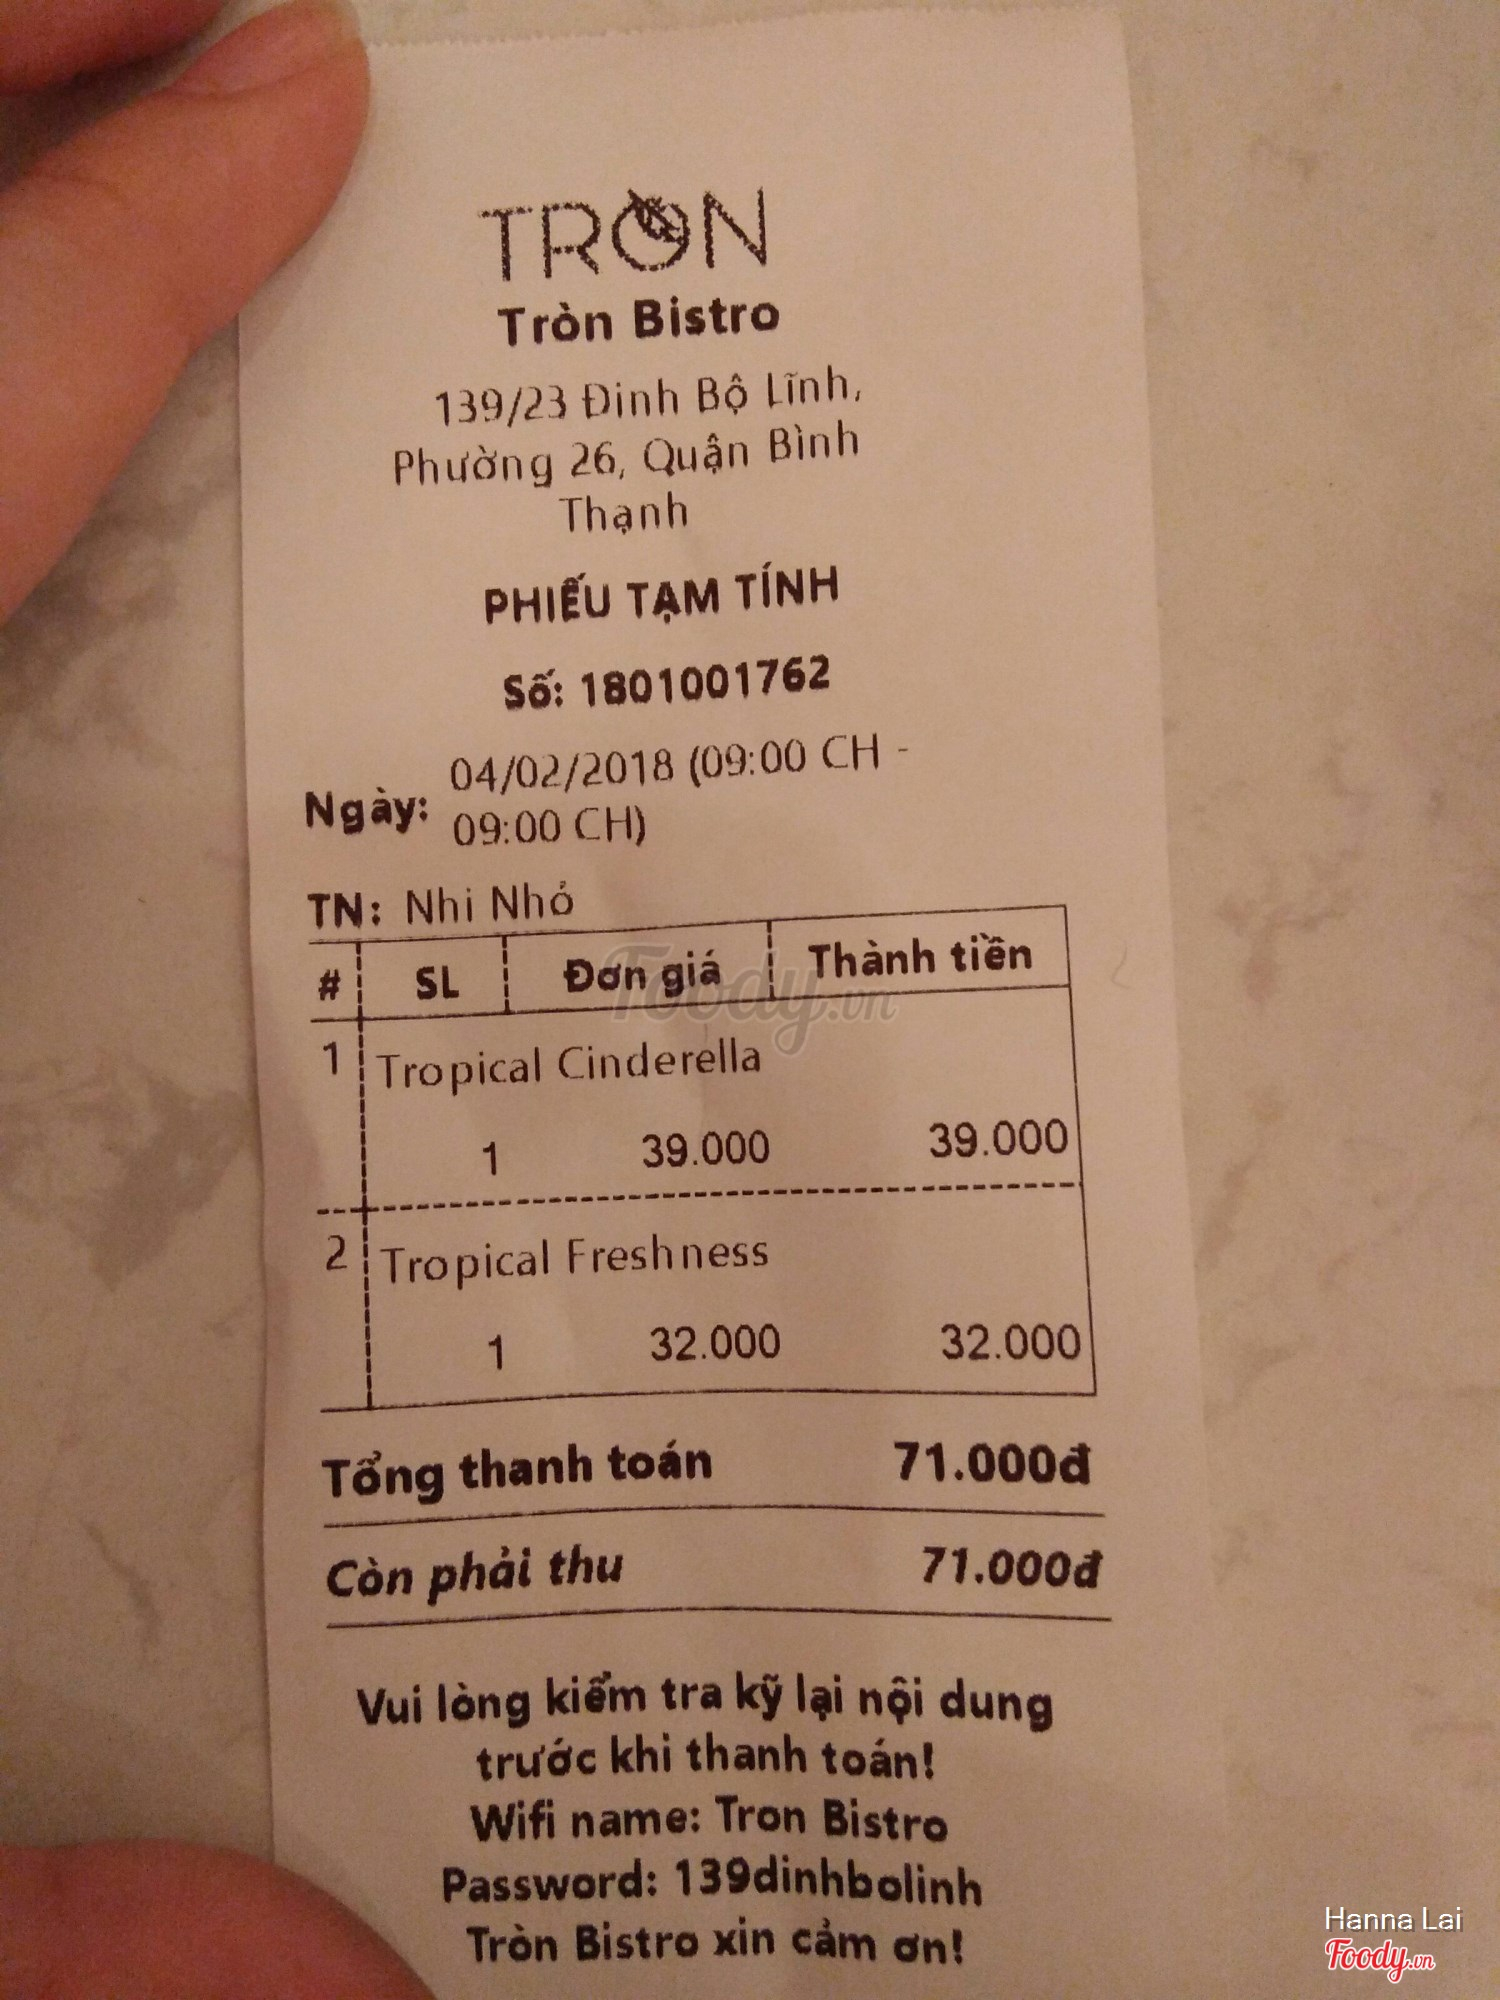 TRON
Tròn Bistro
139/23 Đinh Bộ Lĩnh,
Phường 26, Quận Bình
Thạnh
PHIẾU TẠM TÍNH
Số: 1801001762
Ngày: 04/02/2018 (09:00 CH -
09:00 CH)
TN: Nhi Nhỏ
# SL Đơn giá Thành tiền
1 Tropical Cinderella
1 39.000 39.000
2 Tropical Freshness
1 32.000 32.000
Tổng thanh toán 71.000đ
Còn phải thu 71.000đ
Vui lòng kiểm tra kỹ lại nội dung
trước khi thanh toán!
Wifi name: Tron Bistro
Password: 139dinhbolinh
Tròn Bistro xin cảm ơn!
Foody.vn
Hanna Lai
Foody.vn